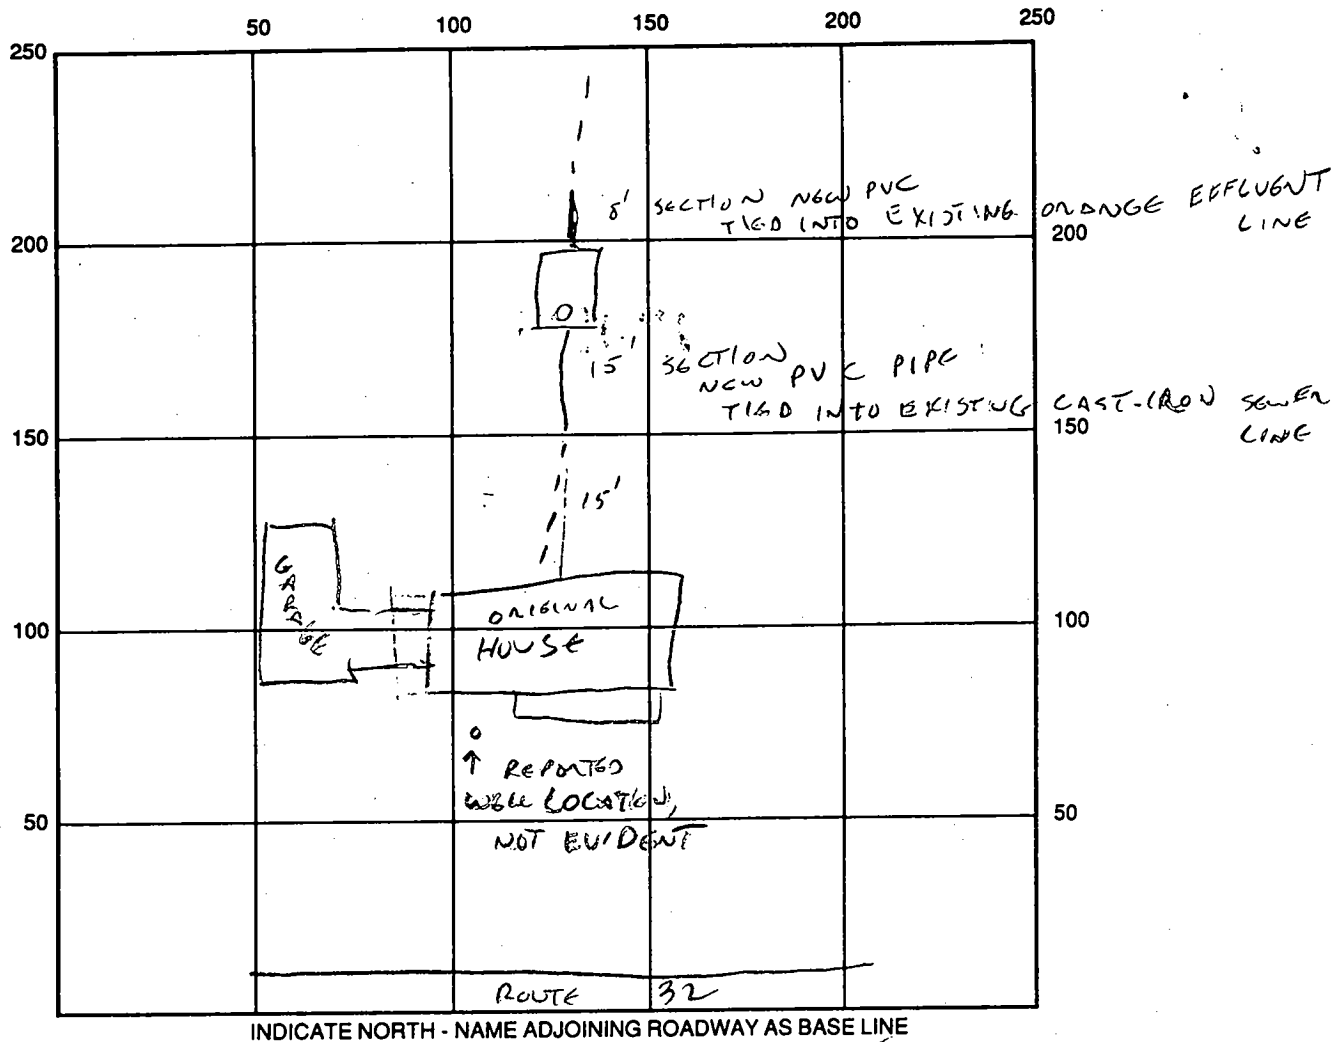 50 100 150 200 250
250
8' SECTION NEW PVC
TIED INTO EXISTING ORANGE EFFLUENT
LINE
200 200
O
15' SECTION
NEW PVC PIPE
TIED INTO EXISTING CAST-IRON SEWER
LINE
150 150
15'
GARAGE
ORIGINAL
HOUSE
100 100
REPORTED
WELL LOCATION,
NOT EVIDENT
50 50
ROUTE 32
INDICATE NORTH - NAME ADJOINING ROADWAY AS BASE LINE